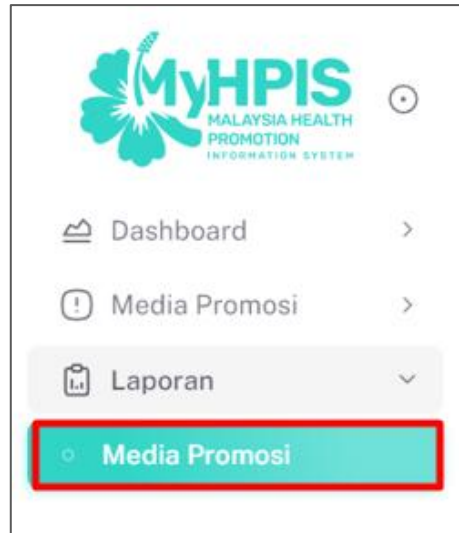 MyHPIS
MALAYSIA HEALTH
PROMOTION
INFORMATION SYSTEM
Dashboard
Media Promosi
Laporan
Media Promosi